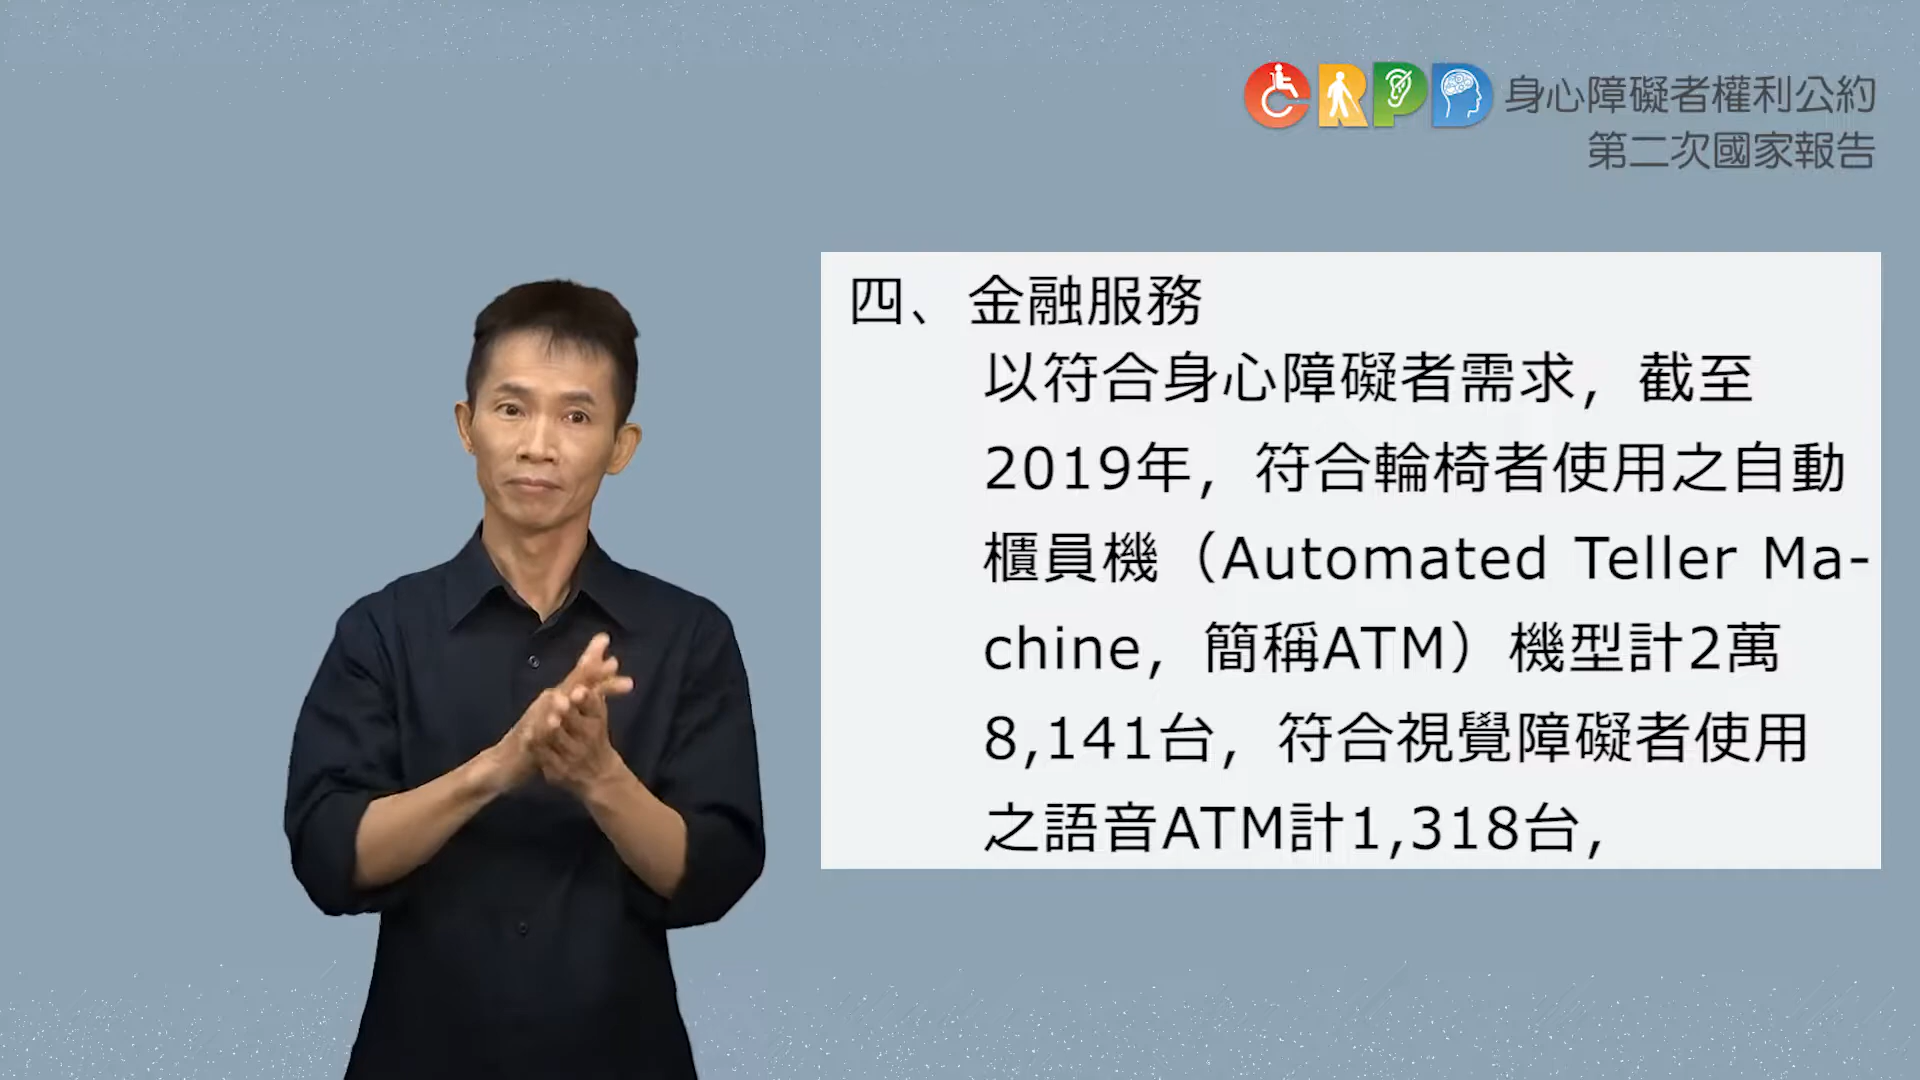 CRPD 身心障礙者權利公約
第二次國家報告
四、金融服務
以符合身心障礙者需求，截至
2019年，符合輪椅者使用之自動
櫃員機（Automated Teller Ma-
chine，簡稱ATM）機型計2萬
8,141台，符合視覺障礙者使用
之語音ATM計1,318台，